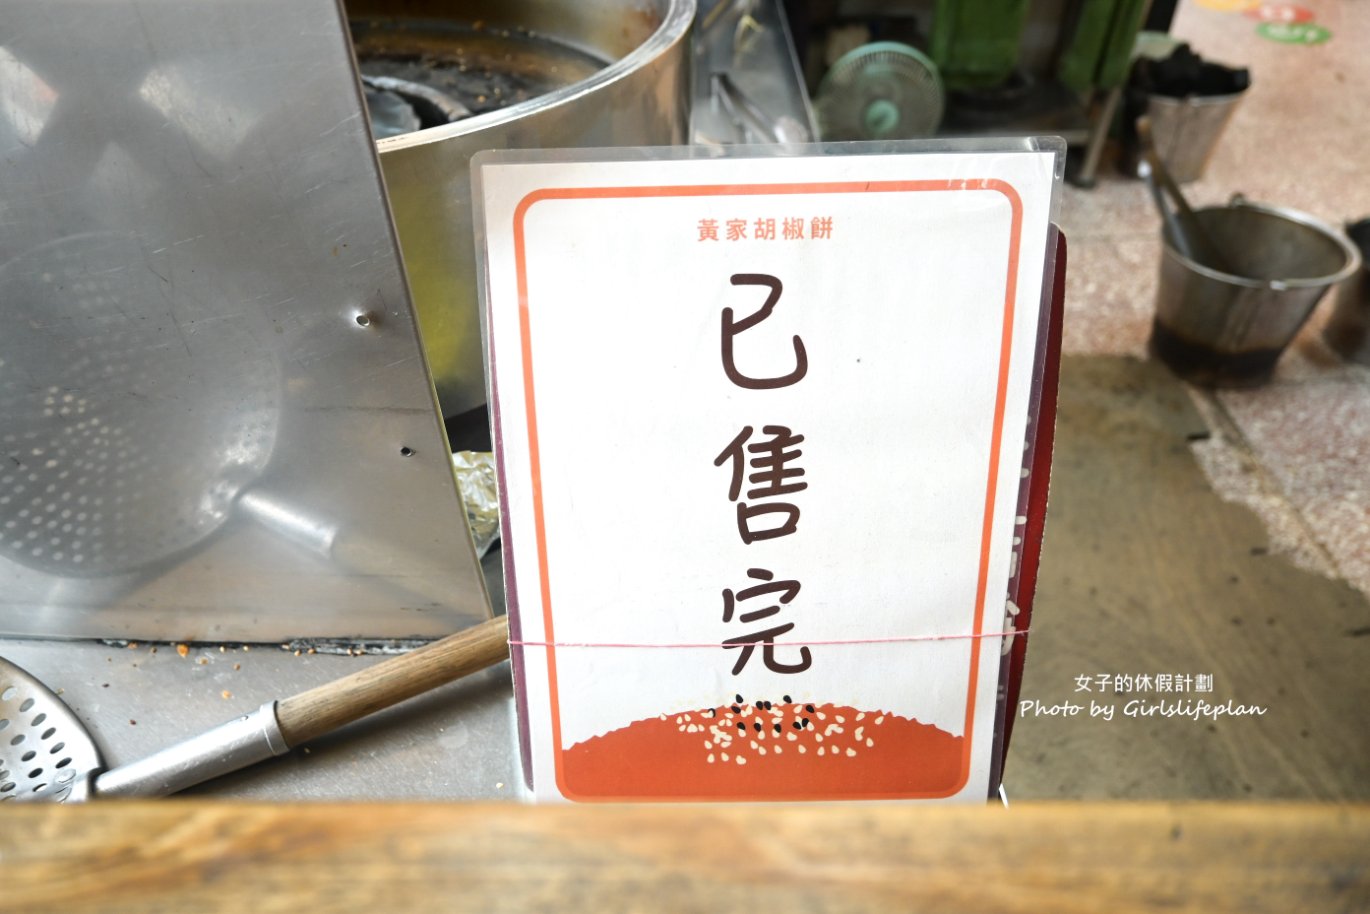 黃家胡椒餅
已
售
完
女子的休假計劃
Photo by Girlslifeplan